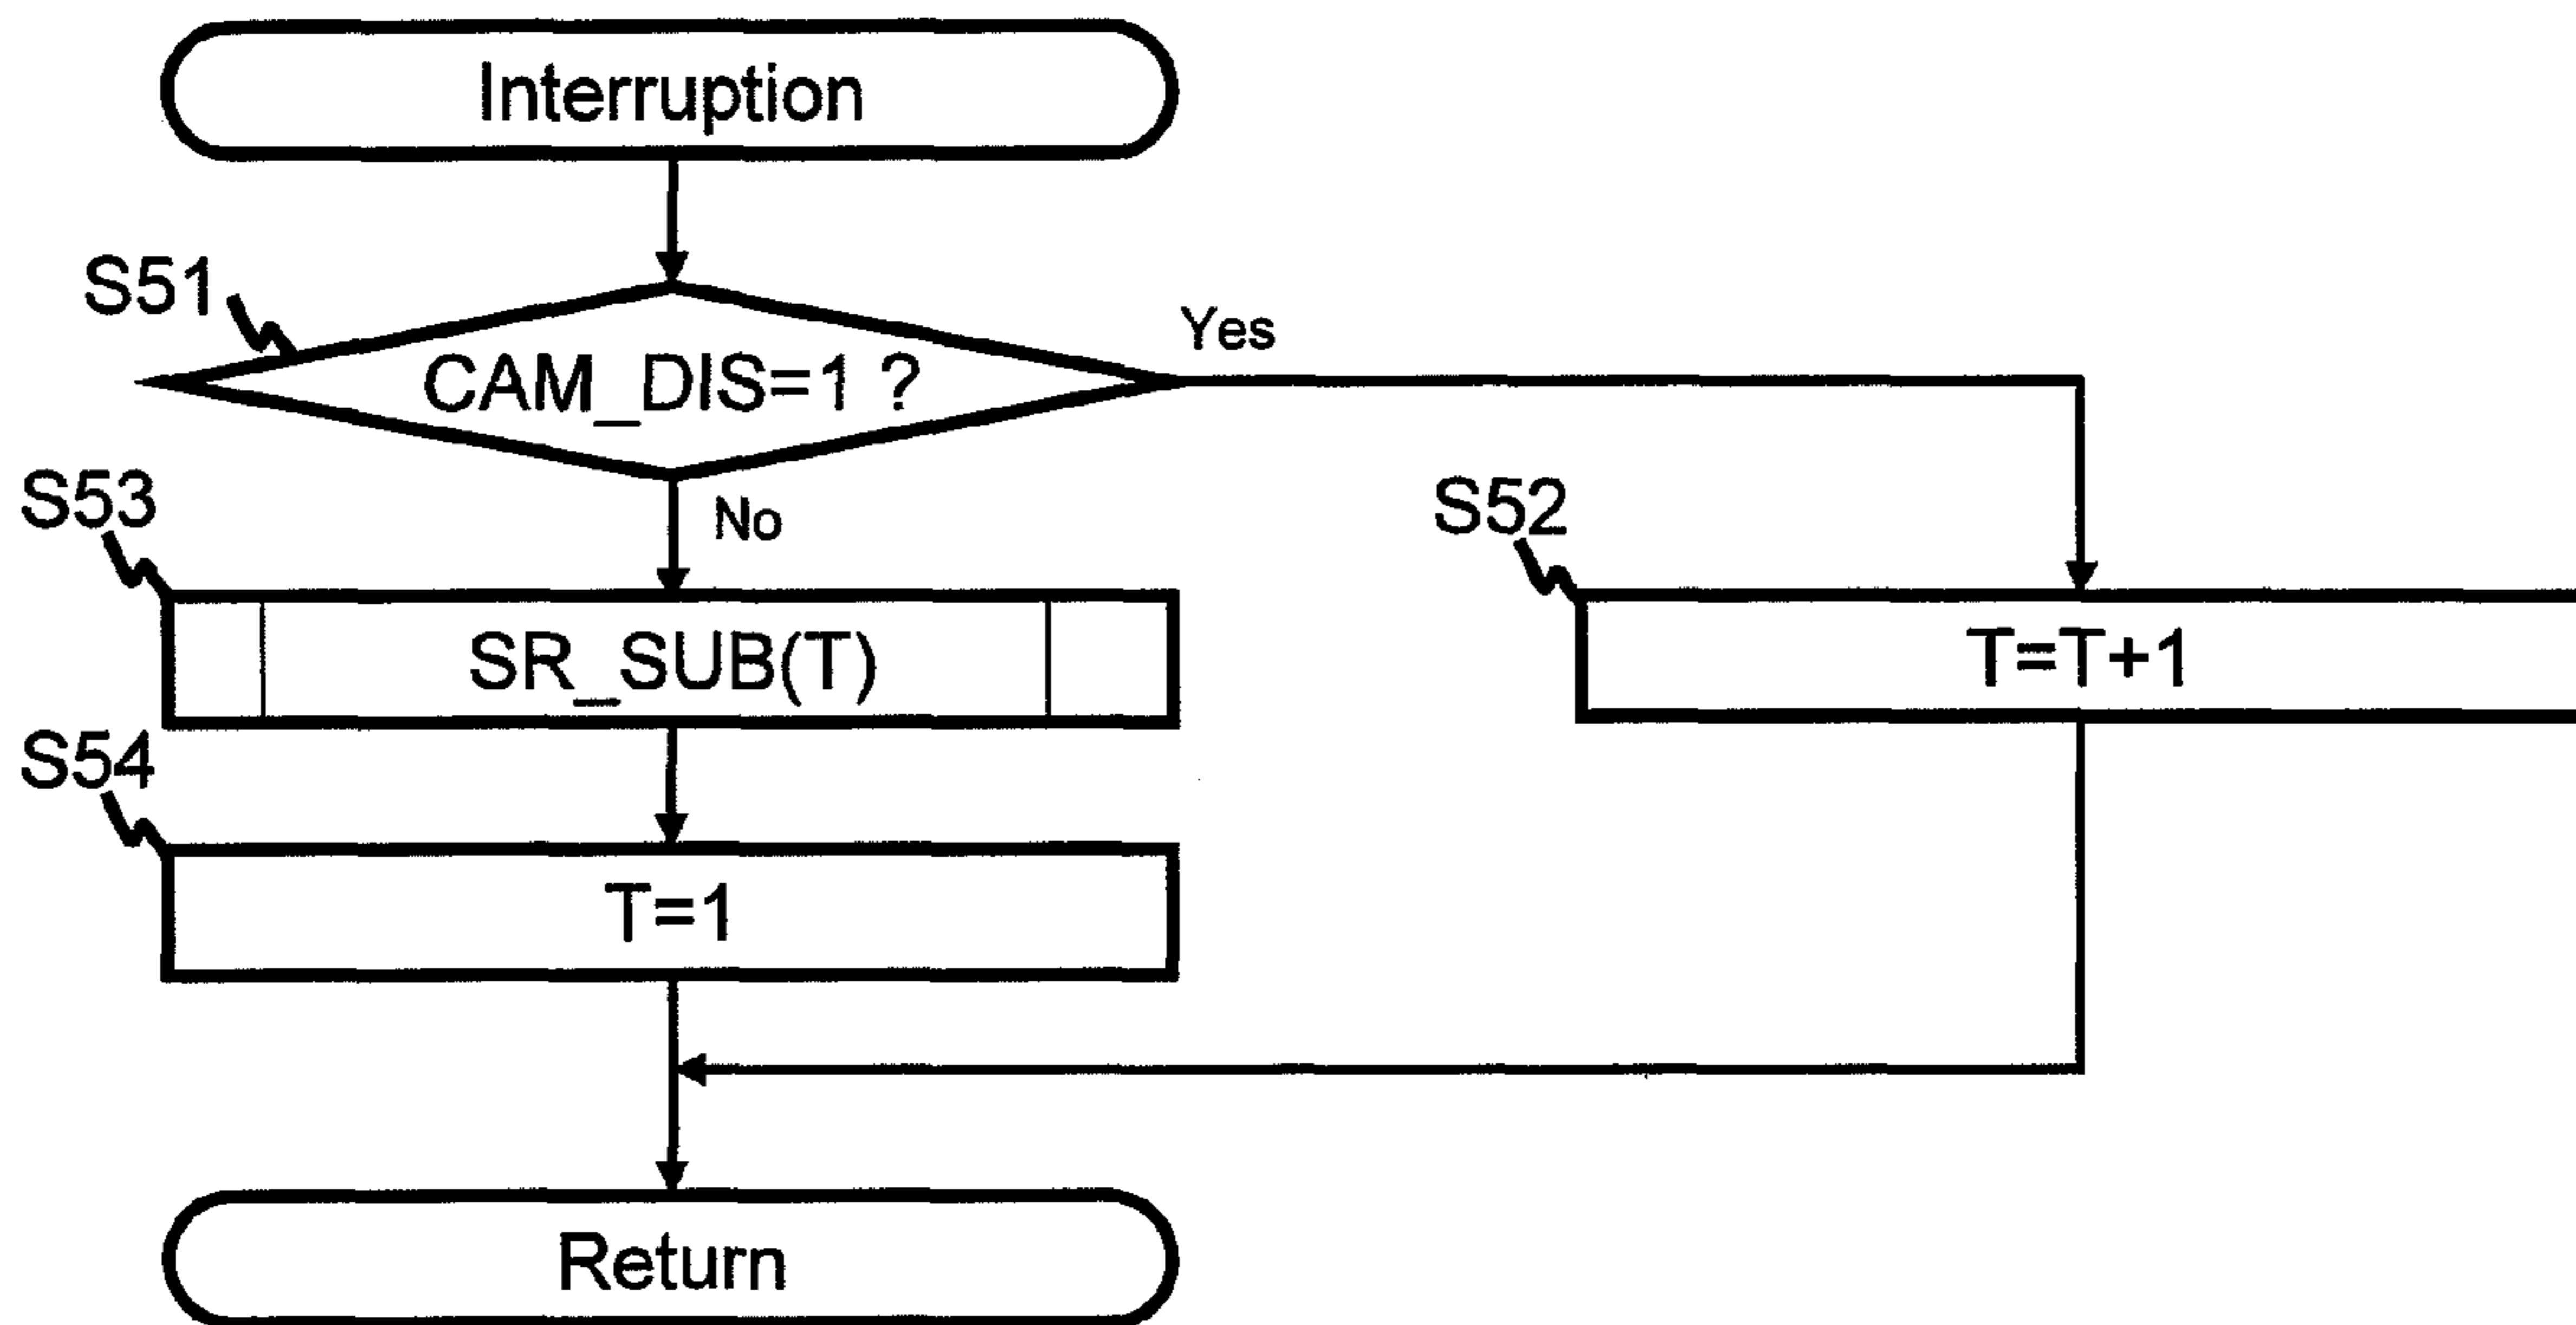 Interruption
S51
CAM_DIS=1 ?
Yes
No
S53
SR_SUB(T)
S52
T=T+1
S54
T=1
Return